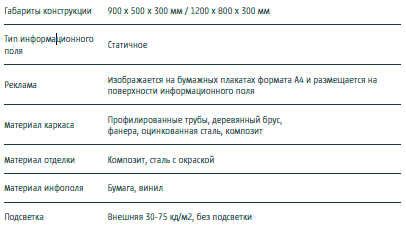 Габариты конструкции 900 x 500 x 300 мм / 1200 x 800 x 300 мм
Тип информационного поля Статичное
Реклама Изображается на бумажных плакатах формата А4 и размещается на
поверхности информационного поля
Материал каркаса Профилированные трубы, деревянный брус,
фанера, оцинкованная сталь, композит
Материал отделки Композит, сталь с окраской
Материал инфополя Бумага, винил
Подсветка Внешняя 30-75 кд/м2, без подсветки